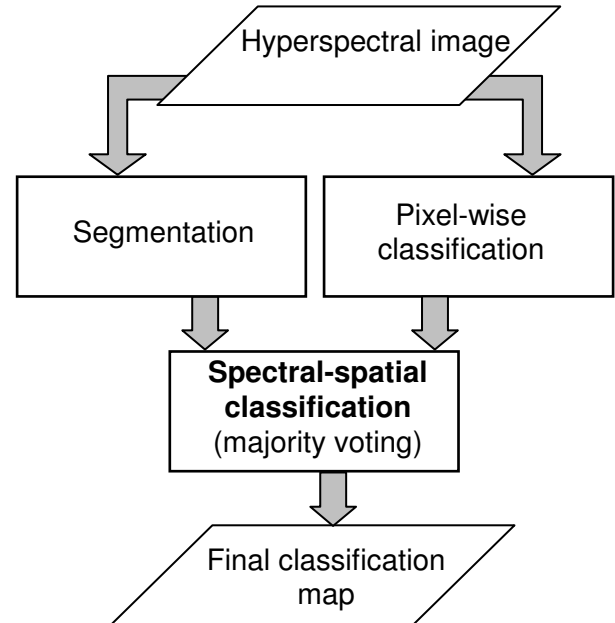 Hyperspectral image
Segmentation
Pixel-wise
classification
Spectral-spatial
classification
(majority voting)
Final classification
map